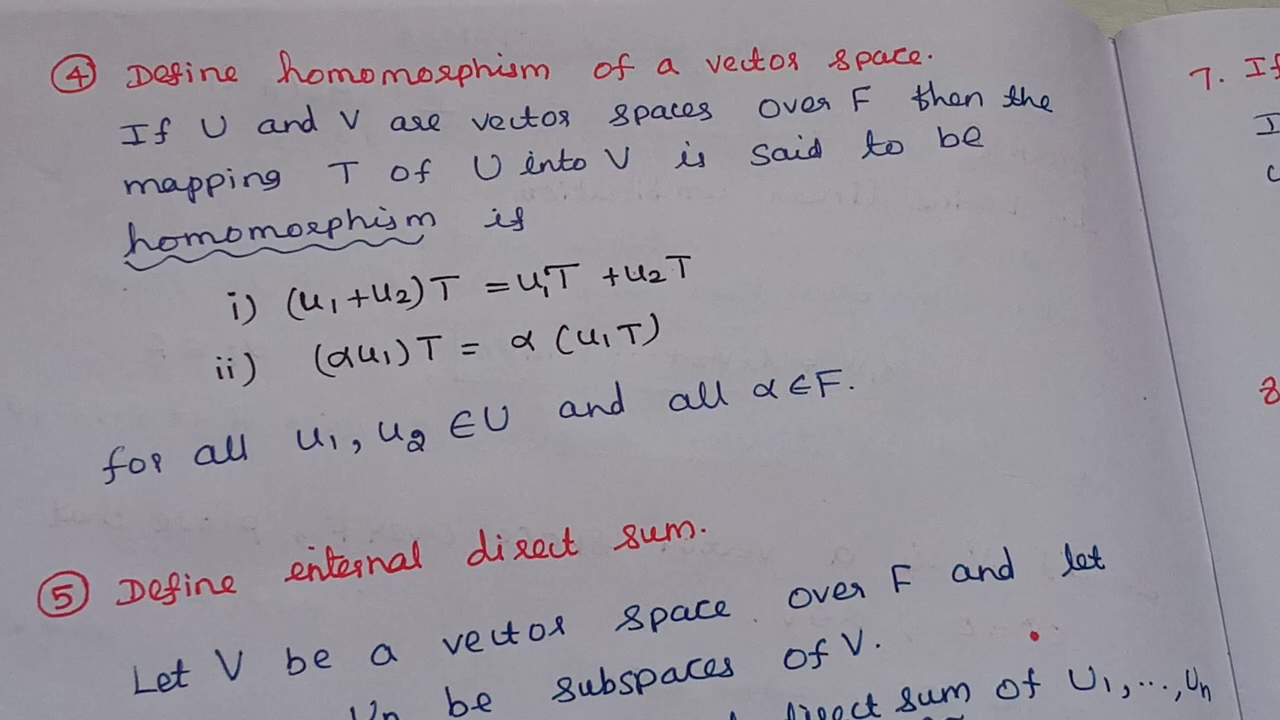 ④ Define homomorphism of a vector space.
If U and V are vector spaces over F then the
mapping T of U into V is said to be
homomorphism if
i) (u₁+u₂)T = u₁T + u₂T
ii) (αu₁)T = α (u₁T)
for all u₁, u₂ ∈U and all α∈F.
⑤ Define internal direct sum.
Let V be a vector space over F and let
Un be subspaces of V.
direct sum of U₁,...,Un
7. If
I
8